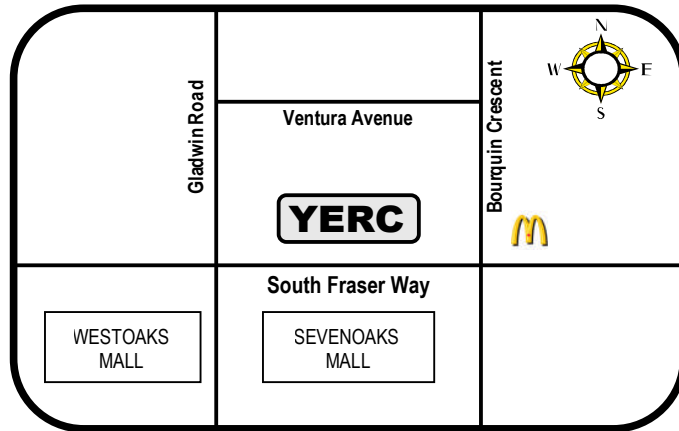 N
W E
S
Gladwin Road
Ventura Avenue
Bourquin Crescent
YERC
South Fraser Way
WESTOAKS
MALL
SEVENOAKS
MALL